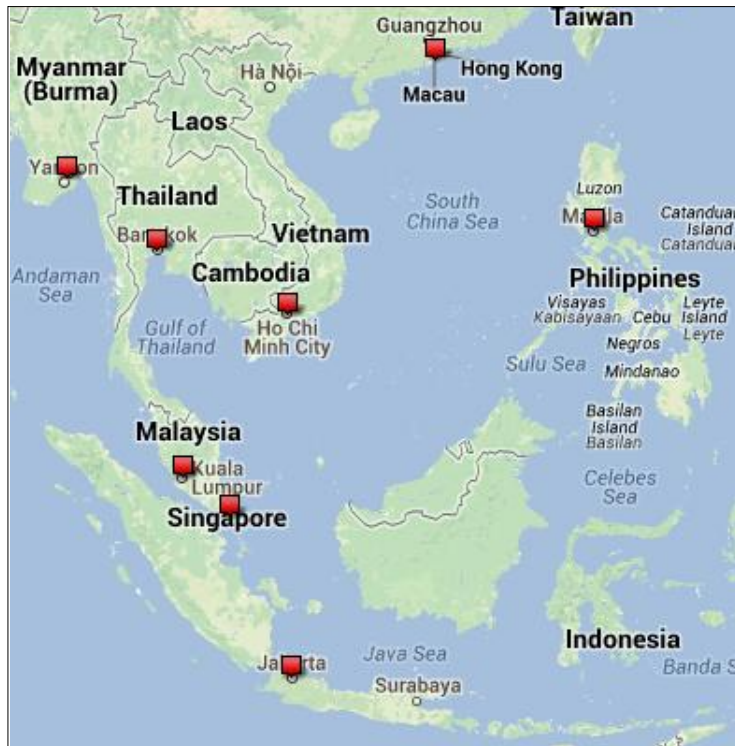 Taiwan
Guangzhou
Hong Kong
Macau
Myanmar
(Burma)
Hà Nội
Laos
Luzon
Thailand
South
China Sea
Catanduan
Island
Catanduan
Vietnam
Andaman
Sea
Cambodia
Philippines
Gulf of
Thailand
Ho Chi
Minh City
Visayas
Kabisayaan
Cebu
Leyte
Island
Leyte
Negros
Sulu Sea
Mindanao
Basilan
Island
Basilan
Malaysia
Kuala
Lumpur
Celebes
Sea
Singapore
Indonesia
Java Sea
Banda S
Surabaya